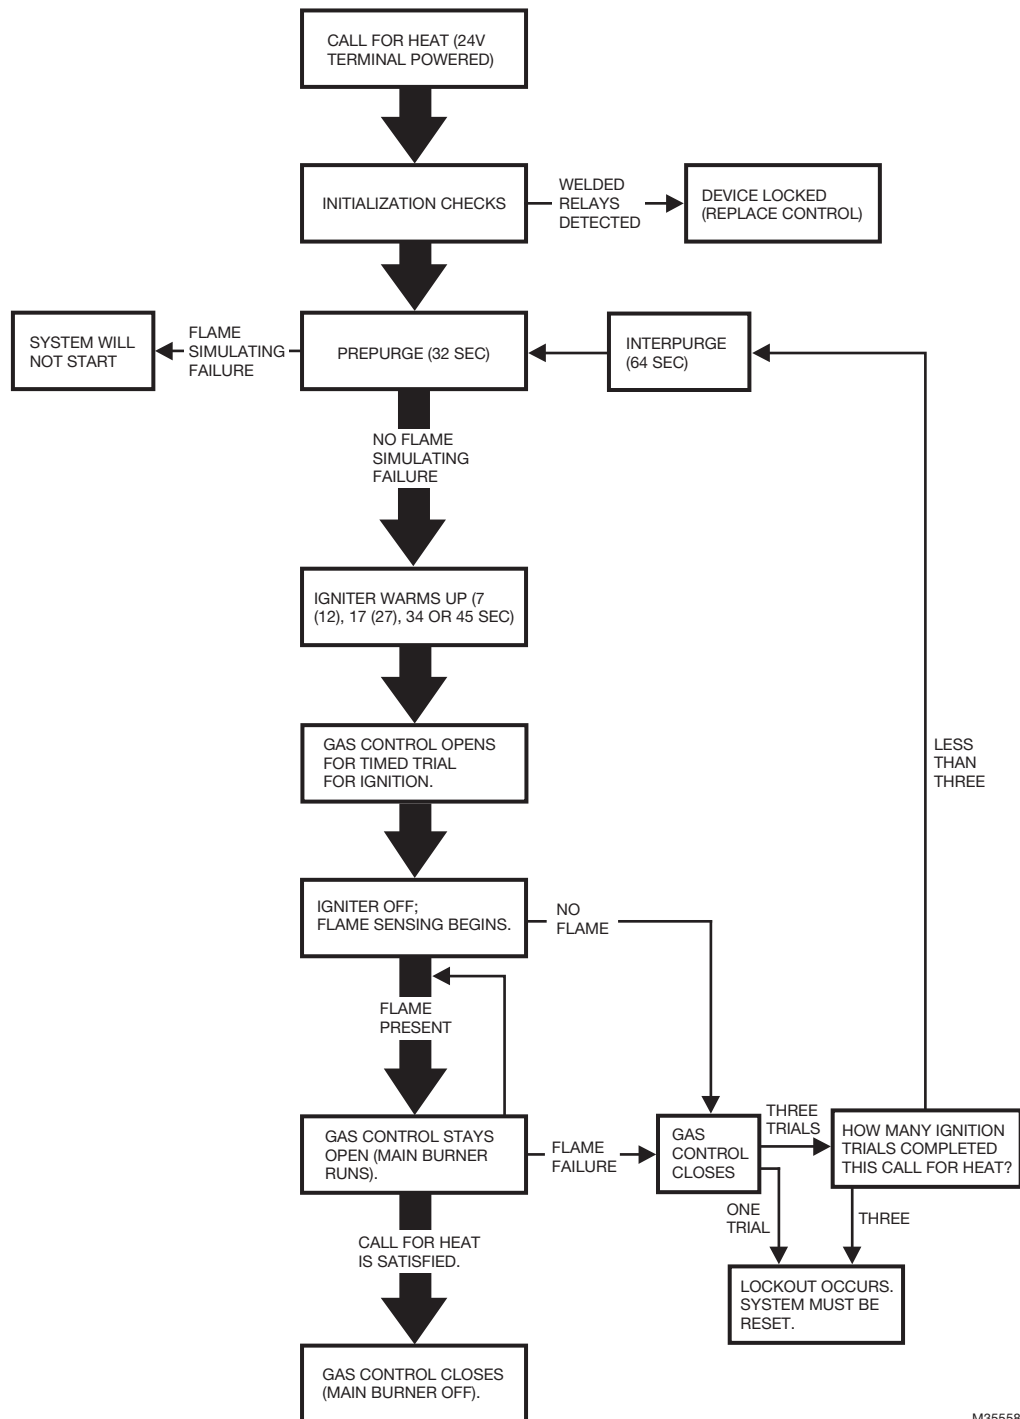 CALL FOR HEAT (24V
TERMINAL POWERED)
INITIALIZATION CHECKS
WELDED
RELAYS
DETECTED
DEVICE LOCKED
(REPLACE CONTROL)
SYSTEM WILL
NOT START
FLAME
SIMULATING
FAILURE
PREPURGE (32 SEC)
INTERPURGE
(64 SEC)
NO FLAME
SIMULATING
FAILURE
IGNITER WARMS UP (7
(12), 17 (27), 34 OR 45 SEC)
GAS CONTROL OPENS
FOR TIMED TRIAL
FOR IGNITION.
LESS
THAN
THREE
IGNITER OFF;
FLAME SENSING BEGINS.
NO
FLAME
FLAME
PRESENT
GAS CONTROL STAYS
OPEN (MAIN BURNER
RUNS).
FLAME
FAILURE
GAS
CONTROL
CLOSES
THREE
TRIALS
HOW MANY IGNITION
TRIALS COMPLETED
THIS CALL FOR HEAT?
ONE
TRIAL
THREE
CALL FOR HEAT
IS SATISFIED.
LOCKOUT OCCURS.
SYSTEM MUST BE
RESET.
GAS CONTROL CLOSES
(MAIN BURNER OFF).
M35558